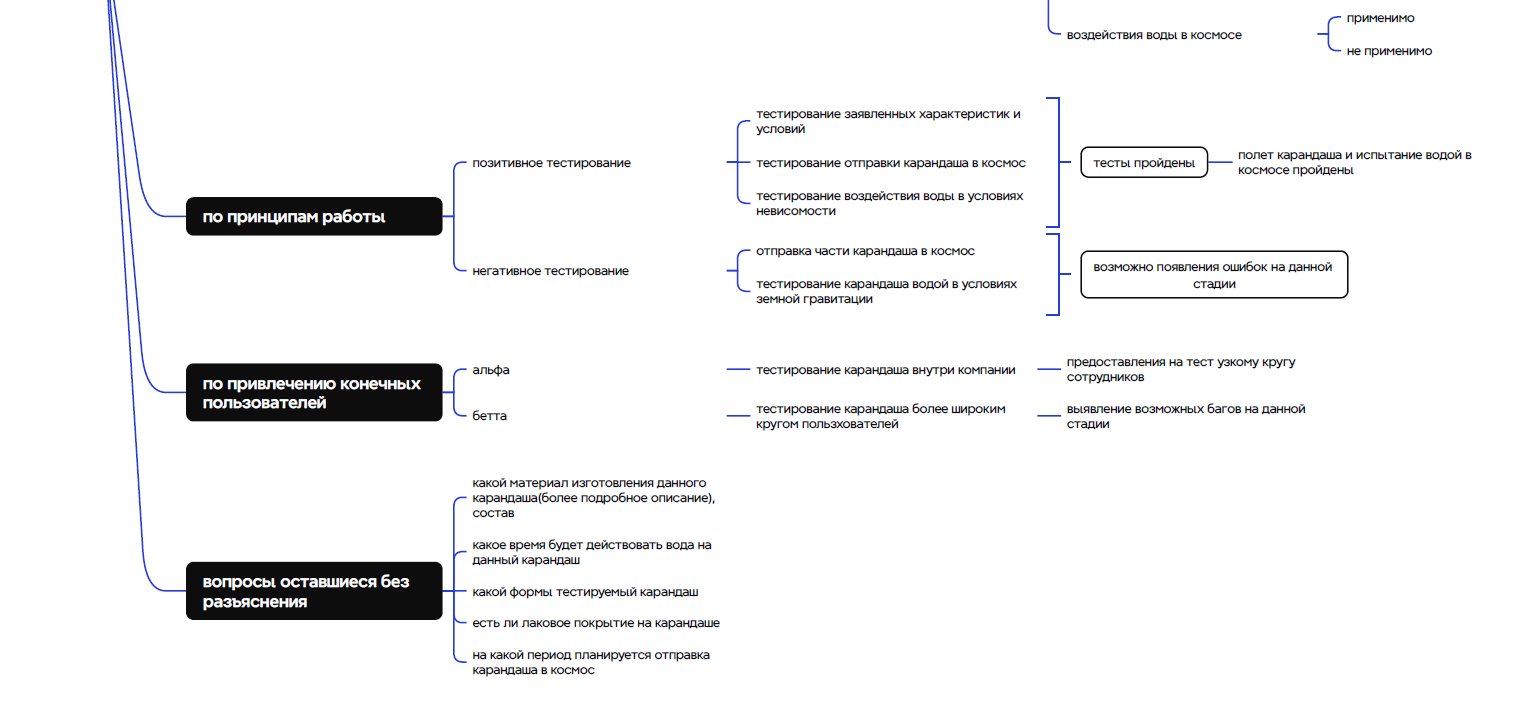 применимо
воздействия воды в космосе
не применимо
по принципам работы
позитивное тестирование
тестирование заявленных характеристик и
условий
тестирование отправки карандаша в космос
тестирование воздействия воды в условиях
невисомости
тесты пройдены
полет карандаша и испытание водой в
космосе пройдены
негативное тестирование
отправка части карандаша в космос
тестирование карандаша водой в условиях
земной гравитации
возможно появления ошибок на данной
стадии
по привлечению конечных
пользователей
альфа
тестирование карандаша внутри компании
предоставления на тест узкому кругу
сотрудников
бетта
тестирование карандаша более широким
кругом пользхователей
выявление возможных багов на данной
стадии
вопросы оставшиеся без
разъяснения
какой материал изготовления данного
карандаша(более подробное описание),
состав
какое время будет действовать вода на
данный карандаш
какой формы тестируемый карандаш
есть ли лаковое покрытие на карандаше
на какой период планируется отправка
карандаша в космос